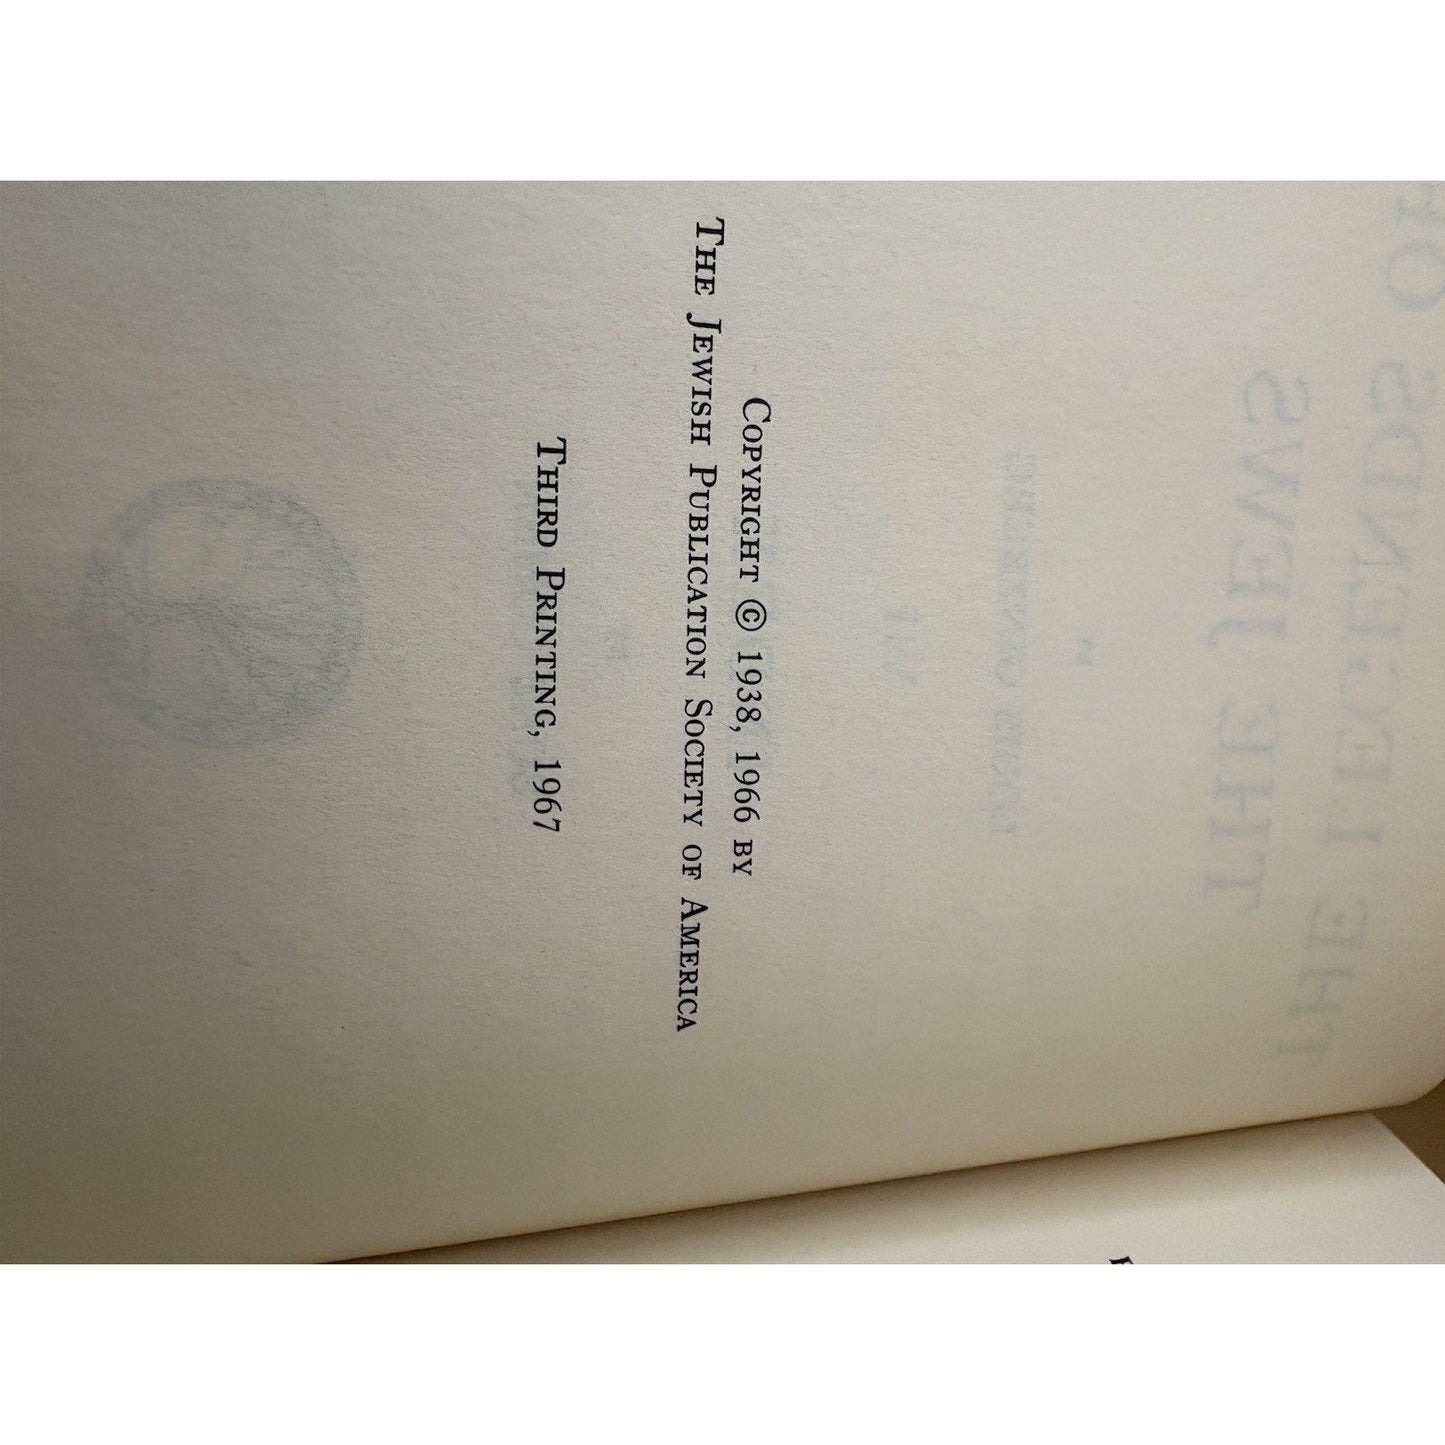 Copyright © 1938, 1966 by
The Jewish Publication Society of America
Third Printing, 1967